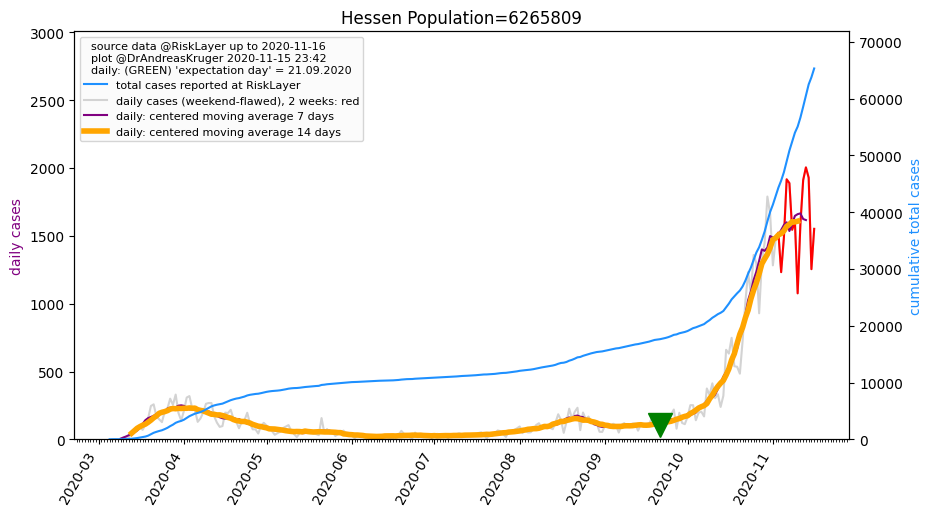 Hessen Population=6265809
source data @RiskLayer up to 2020-11-16
plot @DrAndreasKruger 2020-11-15 23:42
daily: (GREEN) 'expectation day' = 21.09.2020
total cases reported at RiskLayer
daily cases (weekend-flawed), 2 weeks: red
daily: centered moving average 7 days
daily: centered moving average 14 days
daily cases
3000
2500
2000
1500
1000
500
0
cumulative total cases
70000
60000
50000
40000
30000
20000
10000
0
2020-03
2020-04
2020-05
2020-06
2020-07
2020-08
2020-09
2020-10
2020-11